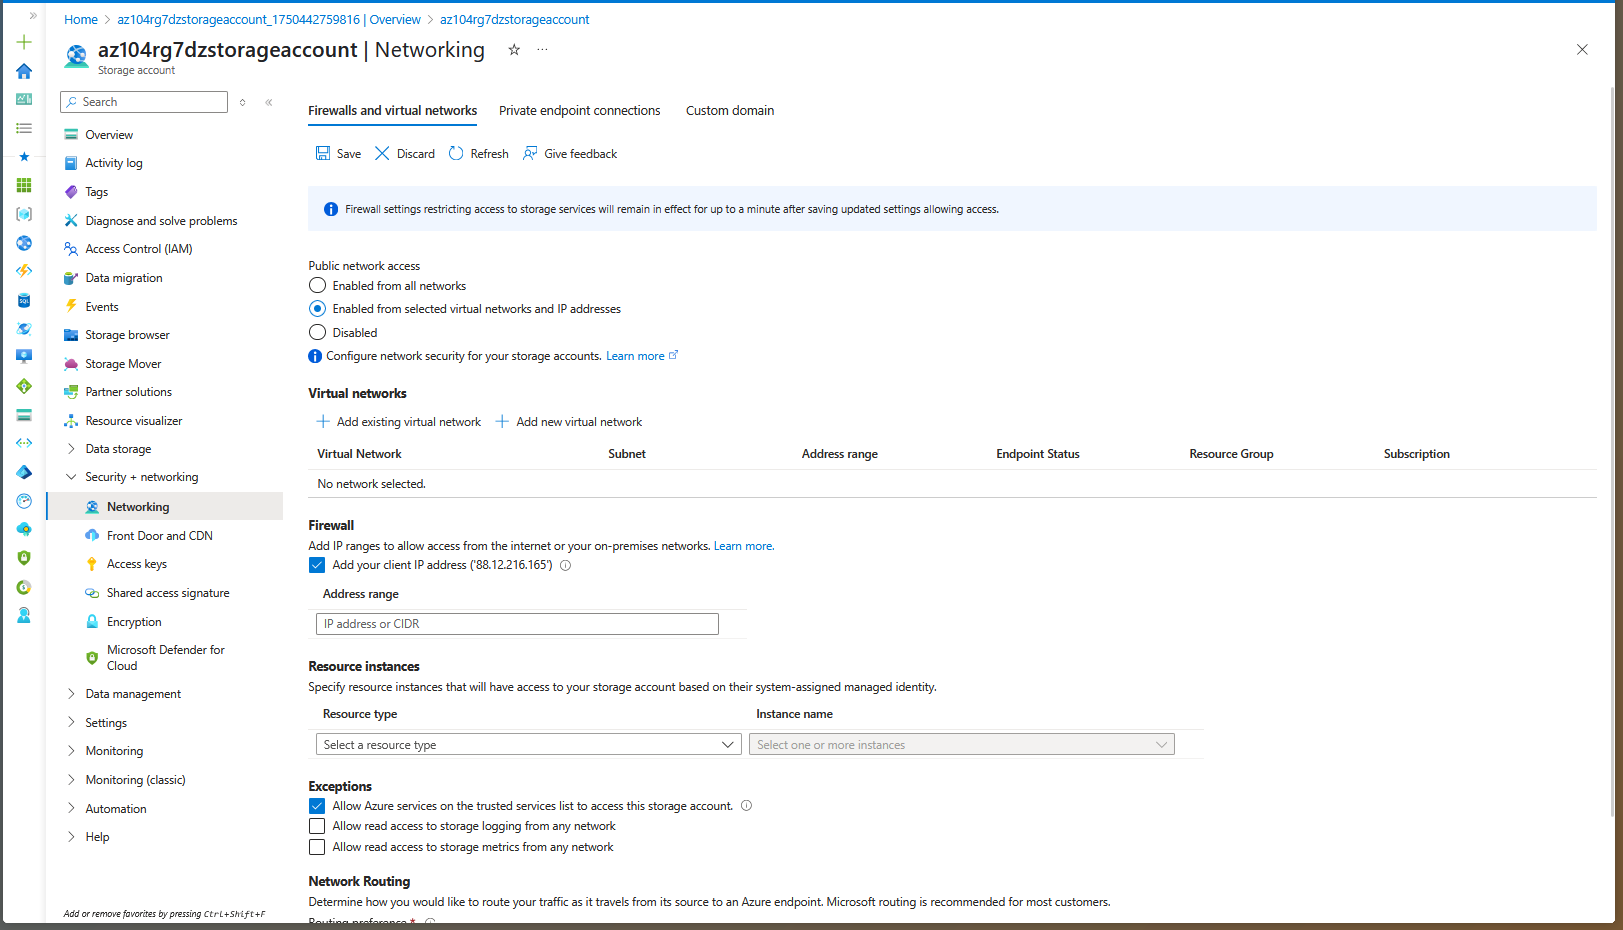 Home > az104rg7dzstorageaccount_1750442759816 | Overview > az104rg7dzstorageaccount
az104rg7dzstorageaccount | Networking
Storage account
Search
Overview
Activity log
Tags
Diagnose and solve problems
Access Control (IAM)
Data migration
Events
Storage browser
Storage Mover
Partner solutions
Resource visualizer
Data storage
Security + networking
Networking
Front Door and CDN
Access keys
Shared access signature
Encryption
Microsoft Defender for
Cloud
Data management
Settings
Monitoring
Monitoring (classic)
Automation
Help
Add or remove favorites by pressing Ctrl+Shift+F
Firewalls and virtual networks Private endpoint connections Custom domain
Save Discard Refresh Give feedback
Firewall settings restricting access to storage services will remain in effect for up to a minute after saving updated settings allowing access.
Public network access
Enabled from all networks
Enabled from selected virtual networks and IP addresses
Disabled
Configure network security for your storage accounts. Learn more
Virtual networks
+ Add existing virtual network + Add new virtual network
Virtual Network Subnet Address range Endpoint Status Resource Group Subscription
No network selected.
Firewall
Add IP ranges to allow access from the internet or your on-premises networks. Learn more.
Add your client IP address ('88.12.216.165')
Address range
IP address or CIDR
Resource instances
Specify resource instances that will have access to your storage account based on their system-assigned managed identity.
Resource type Instance name
Select a resource type Select one or more instances
Exceptions
Allow Azure services on the trusted services list to access this storage account.
Allow read access to storage logging from any network
Allow read access to storage metrics from any network
Network Routing
Determine how you would like to route your traffic as it travels from its source to an Azure endpoint. Microsoft routing is recommended for most customers.
Routing preference *